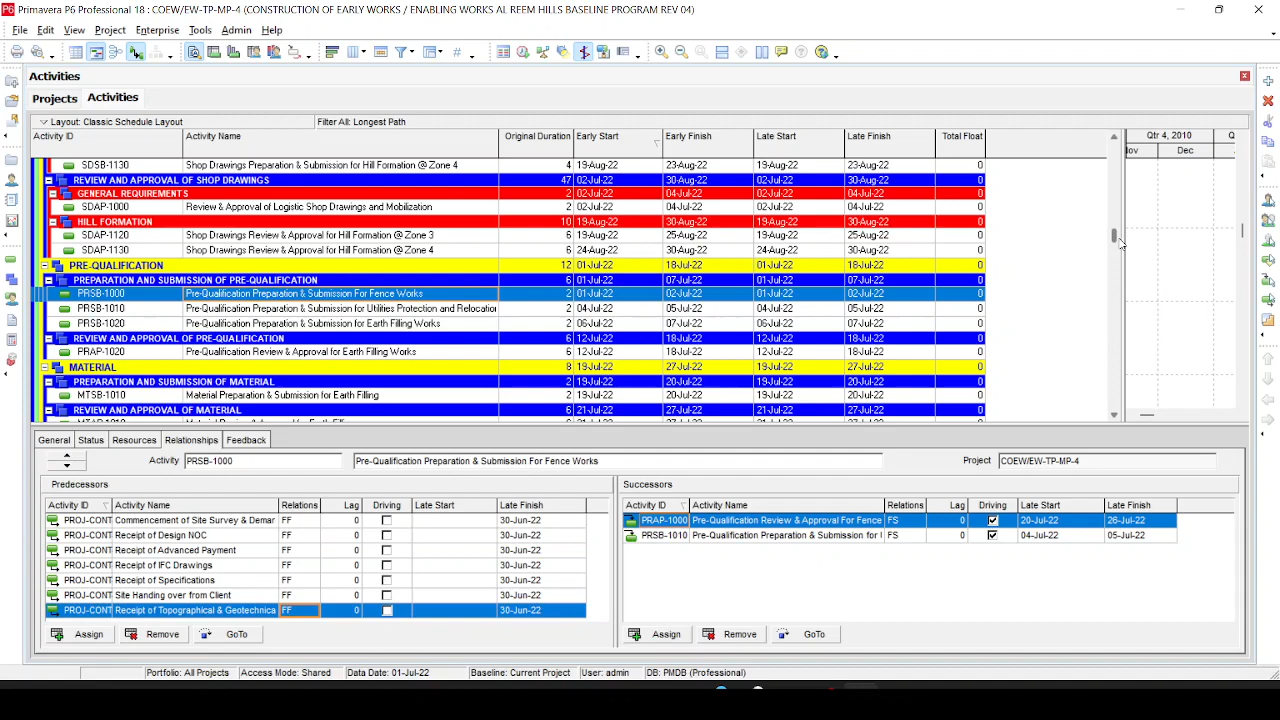 P6 Primavera P6 Professional 18 : COEW/EW-TP-MP-4 (CONSTRUCTION OF EARLY WORKS / ENABLING WORKS AL REEM HILLS BASELINE PROGRAM REV 04)
File Edit View Project Enterprise Tools Admin Help
Activities
Projects Activities
Layout: Classic Schedule Layout Filter All: Longest Path
Activity ID Activity Name Original Duration Early Start Early Finish Late Start Late Finish Total Float Qtr 4, 2010 Q
lov Dec
SDSB-1130 Shop Drawings Preparation & Submission for Hill Formation @ Zone 4 4 19-Aug-22 23-Aug-22 19-Aug-22 23-Aug-22 0
REVIEW AND APPROVAL OF SHOP DRAWINGS 47 02-Jul-22 30-Aug-22 02-Jul-22 30-Aug-22 0
GENERAL REQUIREMENTS 2 02-Jul-22 04-Jul-22 02-Jul-22 04-Jul-22 0
SDAP-1000 Review & Approval of Logistic Shop Drawings and Mobilization 2 02-Jul-22 04-Jul-22 02-Jul-22 04-Jul-22 0
HILL FORMATION 10 19-Aug-22 30-Aug-22 19-Aug-22 30-Aug-22 0
SDAP-1120 Shop Drawings Review & Approval for Hill Formation @ Zone 3 6 19-Aug-22 25-Aug-22 19-Aug-22 25-Aug-22 0
SDAP-1130 Shop Drawings Review & Approval for Hill Formation @ Zone 4 6 24-Aug-22 30-Aug-22 24-Aug-22 30-Aug-22 0
PRE-QUALIFICATION 12 01-Jul-22 18-Jul-22 01-Jul-22 18-Jul-22 0
PREPARATION AND SUBMISSION OF PRE-QUALIFICATION 6 01-Jul-22 07-Jul-22 01-Jul-22 07-Jul-22 0
PRSB-1000 Pre-Qualification Preparation & Submission For Fence Works 2 01-Jul-22 02-Jul-22 01-Jul-22 02-Jul-22 0
PRSB-1010 Pre-Qualification Preparation & Submission for Utilities Protection and Relocation 2 04-Jul-22 05-Jul-22 04-Jul-22 05-Jul-22 0
PRSB-1020 Pre-Qualification Preparation & Submission for Earth Filling Works 2 06-Jul-22 07-Jul-22 06-Jul-22 07-Jul-22 0
REVIEW AND APPROVAL OF PRE-QUALIFICATION 6 12-Jul-22 18-Jul-22 12-Jul-22 18-Jul-22 0
PRAP-1020 Pre-Qualification Review & Approval for Earth Filling Works 6 12-Jul-22 18-Jul-22 12-Jul-22 18-Jul-22 0
MATERIAL 8 19-Jul-22 27-Jul-22 19-Jul-22 27-Jul-22 0
PREPARATION AND SUBMISSION OF MATERIAL 2 19-Jul-22 20-Jul-22 19-Jul-22 20-Jul-22 0
MTSB-1010 Material Preparation & Submission for Earth Filling 2 19-Jul-22 20-Jul-22 19-Jul-22 20-Jul-22 0
REVIEW AND APPROVAL OF MATERIAL 6 21-Jul-22 27-Jul-22 21-Jul-22 27-Jul-22 0
General Status Resources Relationships Feedback
Activity PRSB-1000 Pre-Qualification Preparation & Submission For Fence Works Project COEW/EW-TP-MP-4
Predecessors Successors
Activity ID Activity Name Relations Lag Driving Late Start Late Finish Activity ID Activity Name Relations Lag Driving Late Start Late Finish
PROJ-CONT Commencement of Site Survey & Demar FF 0 30-Jun-22 PRAP-1000 Pre-Qualification Review & Approval For Fence FS 0 20-Jul-22 26-Jul-22
PROJ-CONT Receipt of Design NOC FF 0 30-Jun-22 PRSB-1010 Pre-Qualification Preparation & Submission for U FS 0 04-Jul-22 05-Jul-22
PROJ-CONT Receipt of Advanced Payment FF 0 30-Jun-22
PROJ-CONT Receipt of IFC Drawings FF 0 30-Jun-22
PROJ-CONT Receipt of Specifications FF 0 30-Jun-22
PROJ-CONT Site Handing over from Client FF 0 30-Jun-22
PROJ-CONT Receipt of Topographical & Geotechnica FF 0 30-Jun-22
Assign Remove GoTo Assign Remove GoTo
Portfolio: All Projects Access Mode: Shared Data Date: 01-Jul-22 Baseline: Current Project User: admin DB: PMDB (Professional)